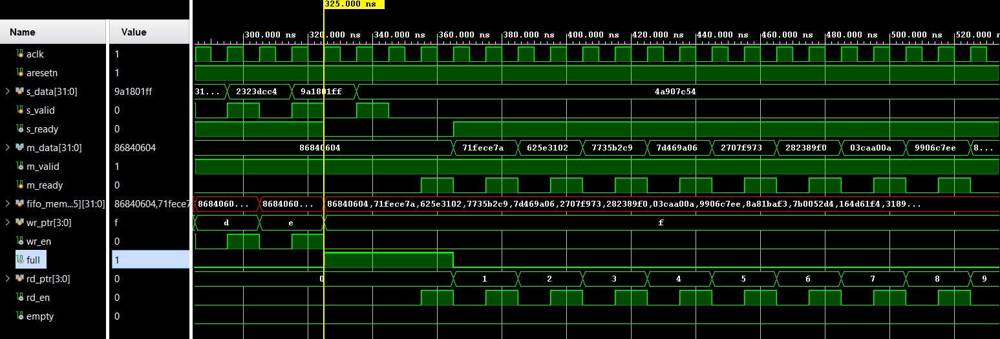 325.000 ns
Name Value
300.000 ns 320.000 ns 340.000 ns 360.000 ns 380.000 ns 400.000 ns 420.000 ns 440.000 ns 460.000 ns 480.000 ns 500.000 ns 520.000
aclk 1
aresetn 1
s_data[31:0] 9a1801ff 31... 2323dcc4 9a1801ff 4a907c54
s_valid 0
s_ready 0
m_data[31:0] 86840604 86840604 71fece7a 625e3102 7735b2c9 7d469a06 2707f973 282389f0 03caa00a 9906c7ee 8...
m_valid 1
m_ready 0
fifo_mem...5][31:0] 86840604,71fece7 8684060... 8684060... 86840604,71fece7a,625e3102,7735b2c9,7d469a06,2707f973,282389f0,03caa00a,9906c7ee,8a81baf3,7b0052d4,164d61f4,3189...
wr_ptr[3:0] f d e f
wr_en 0
full 1
rd_ptr[3:0] 0 0 1 2 3 4 5 6 7 8 9
rd_en 0
empty 0